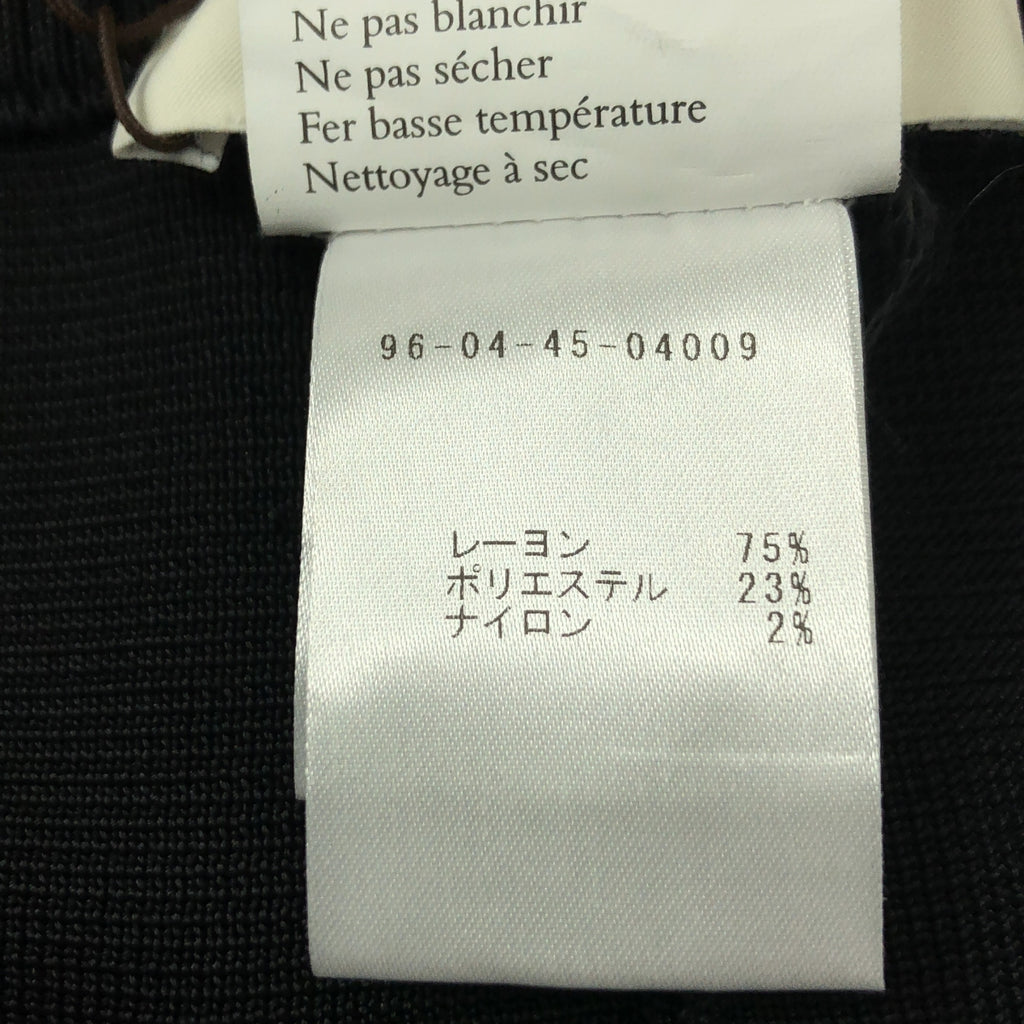 Ne pas blanchir
Ne pas sécher
Fer basse température
Nettoyage à sec
96-04-45-04009
レーヨン 75%
ポリエステル 23%
ナイロン 2%